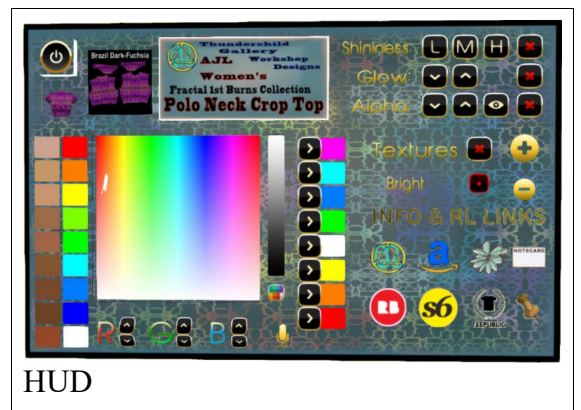 Brazil Dark-Fuchsia
Thunderchild
Gallery
AJL Workshop
Designs
Women's
Fractal 1st Burns Collection
Polo Neck Crop Top
Shininess: L M H
Glow:
Alpha:
Textures
Bright
INFO & RL LINKS
a
NOTECARD
RB
s6
TEEPUBLIC
R G B
HUD